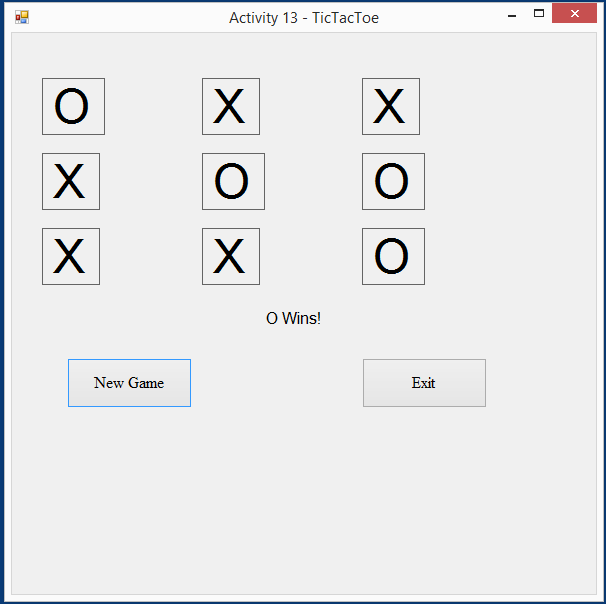 Activity 13 - TicTacToe
O X X
X O O
X X O
O Wins!
New Game Exit